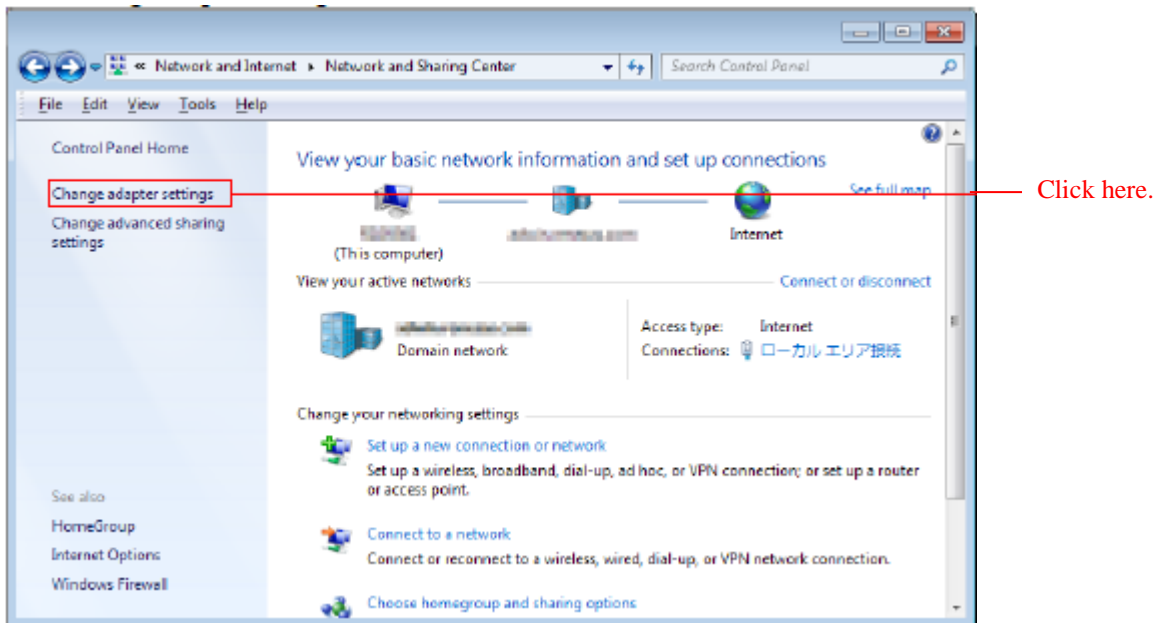 « Network and Internet ▸ Network and Sharing Center
Search Control Panel
File Edit View Tools Help
Control Panel Home
Change adapter settings
Change advanced sharing
settings
See also
HomeGroup
Internet Options
Windows Firewall
View your basic network information and set up connections
See full map
(This computer)
Internet
View your active networks
Connect or disconnect
Domain network
Access type: Internet
Connections: ローカル エリア接続
Change your networking settings
Set up a new connection or network
Set up a wireless, broadband, dial-up, ad hoc, or VPN connection; or set up a router
or access point.
Connect to a network
Connect or reconnect to a wireless, wired, dial-up, or VPN network connection.
Choose homegroup and sharing options
Click here.